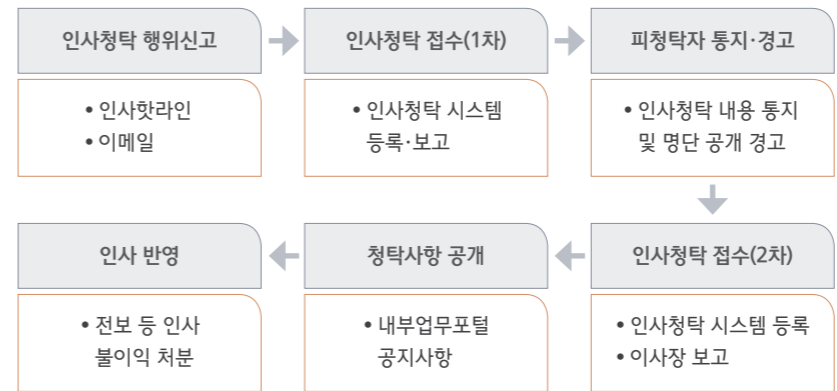 인사청탁 행위신고
• 인사핫라인
• 이메일
인사청탁 접수(1차)
• 인사청탁 시스템
등록·보고
피청탁자 통지·경고
• 인사청탁 내용 통지
및 명단 공개 경고
인사청탁 접수(2차)
• 인사청탁 시스템 등록
• 이사장 보고
청탁사항 공개
• 내부업무포털
공지사항
인사 반영
• 전보 등 인사
불이익 처분